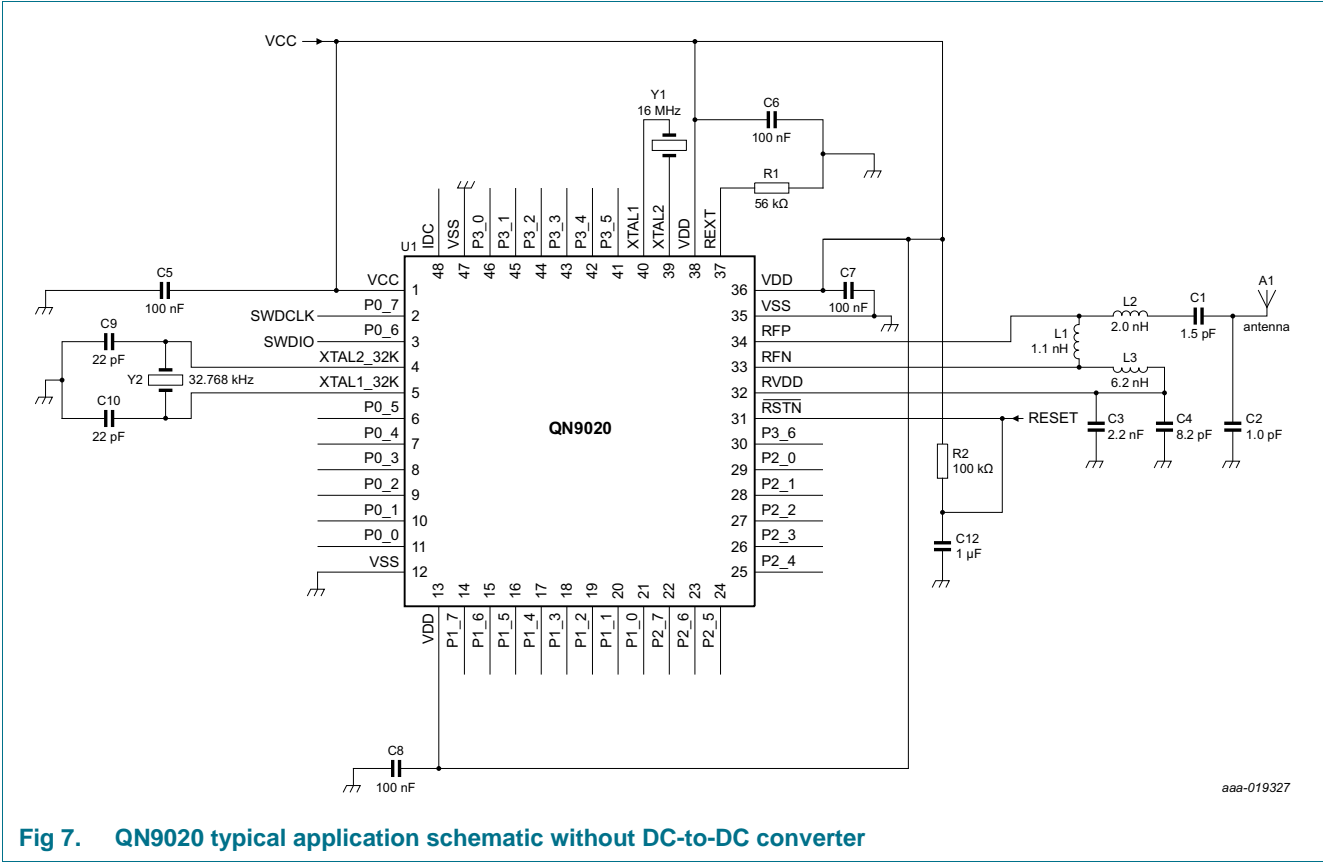 VCC
Y1
16 MHz
C6
100 nF
R1
56 kΩ
IDC
VSS
P3_0
P3_1
P3_2
P3_3
P3_4
P3_5
XTAL1
XTAL2
VDD
REXT
U1
48
47
46
45
44
43
42
41
40
39
38
37
C5
100 nF
VCC
1
SWDCLK
P0_7
2
SWDIO
P0_6
3
C9
22 pF
XTAL2_32K
4
Y2
32.768 kHz
XTAL1_32K
5
C10
22 pF
P0_5
6
P0_4
7
P0_3
8
P0_2
9
P0_1
10
P0_0
11
VSS
12
QN9020
36
VDD
C7
100 nF
35
VSS
34
RFP
33
RFN
32
RVDD
31
RSTN
RESET
30
P3_6
29
P2_0
28
P2_1
27
P2_2
26
P2_3
25
P2_4
L1
1.1 nH
L2
2.0 nH
C1
1.5 pF
A1
antenna
L3
6.2 nH
C3
2.2 nF
C4
8.2 pF
C2
1.0 pF
R2
100 kΩ
C12
1 µF
13
14
15
16
17
18
19
20
21
22
23
24
VDD
P1_7
P1_6
P1_5
P1_4
P1_3
P1_2
P1_1
P1_0
P2_7
P2_6
P2_5
C8
100 nF
aaa-019327
Fig 7. QN9020 typical application schematic without DC-to-DC converter